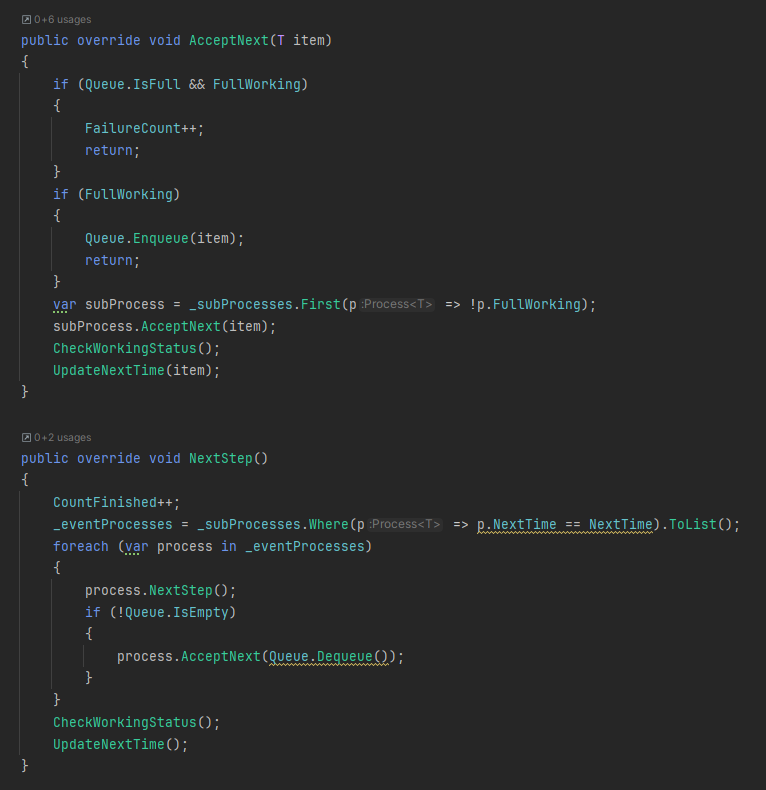 0+6 usages
public override void AcceptNext(T item)
{
    if (Queue.IsFull && FullWorking)
    {
        FailureCount++;
        return;
    }
    if (FullWorking)
    {
        Queue.Enqueue(item);
        return;
    }
    var subProcess = _subProcesses.First(p :Process<T> => !p.FullWorking);
    subProcess.AcceptNext(item);
    CheckWorkingStatus();
    UpdateNextTime(item);
}
0+2 usages
public override void NextStep()
{
    CountFinished++;
    _eventProcesses = _subProcesses.Where(p :Process<T> => p.NextTime == NextTime).ToList();
    foreach (var process in _eventProcesses)
    {
        process.NextStep();
        if (!Queue.IsEmpty)
        {
            process.AcceptNext(Queue.Dequeue());
        }
    }
    CheckWorkingStatus();
    UpdateNextTime();
}